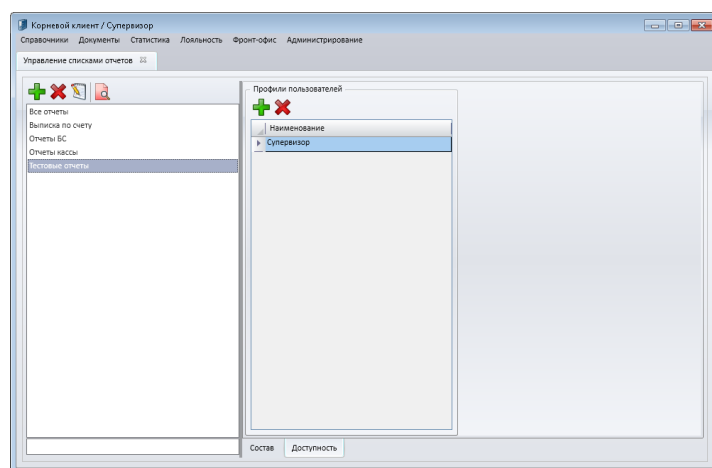 Корневой клиент / Супервизор
Справочники Документы Статистика Лояльность Фронт-офис Администрирование
Управление списками отчетов
Все отчеты
Выписка по счету
Отчеты БС
Отчеты кассы
Тестовые отчеты
Профили пользователей
Наименование
Супервизор
Состав Доступность